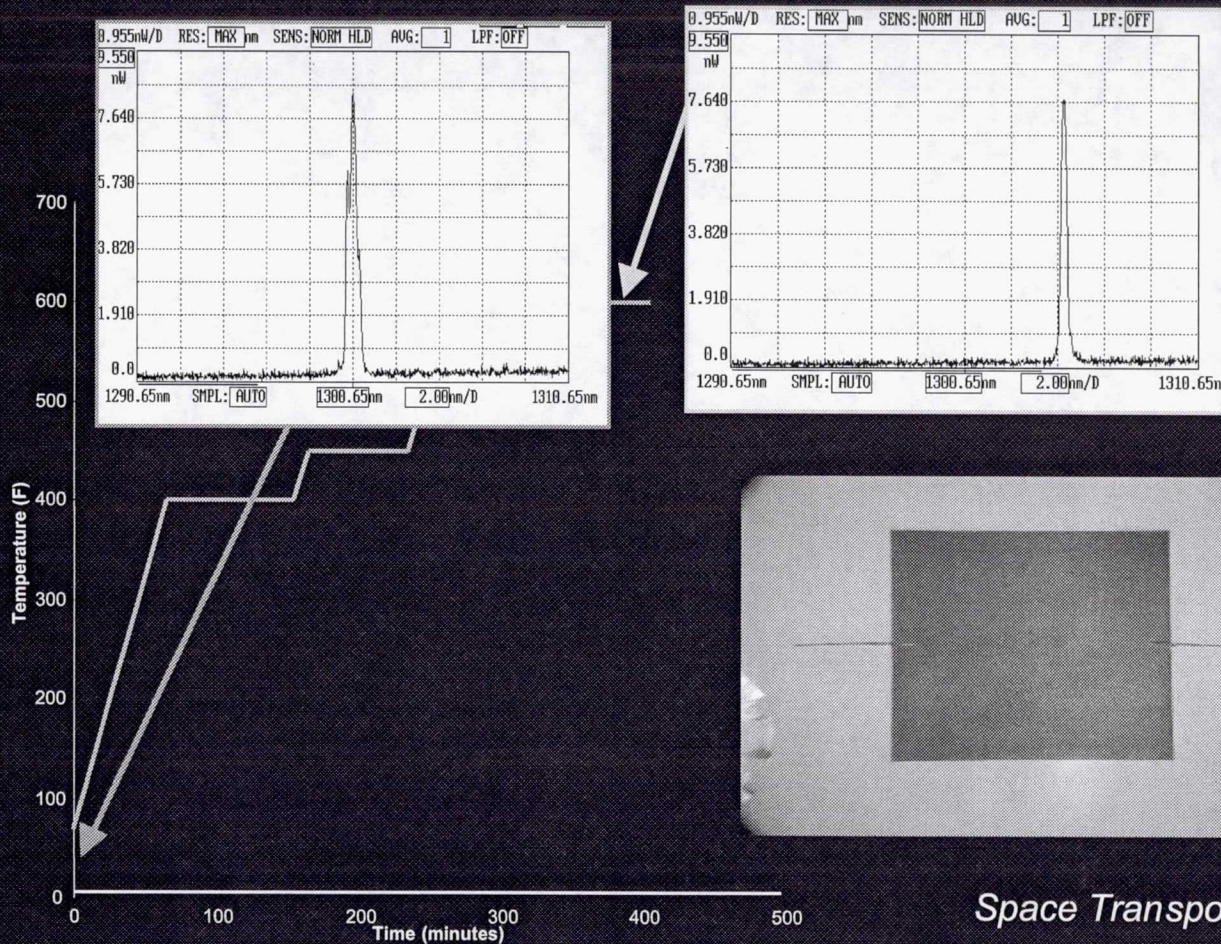 0.955nW/D RES: MAX nm SENS: NORM HLD AVG: 1 LPF: OFF
9.550
nW
7.640
5.730
3.820
1.910
0.0
1290.65nm SMPL: AUTO 1300.65nm 2.00nm/D 1310.65nm
0.955nW/D RES: MAX nm SENS: NORM HLD AVG: 1 LPF: OFF
9.550
nW
7.640
5.730
3.820
1.910
0.0
1290.65nm SMPL: AUTO 1300.65nm 2.00nm/D 1310.65n
700
600
500
400
300
200
100
0
Temperature (F)
0 100 200 300 400 500
Time (minutes)
Space Transpo